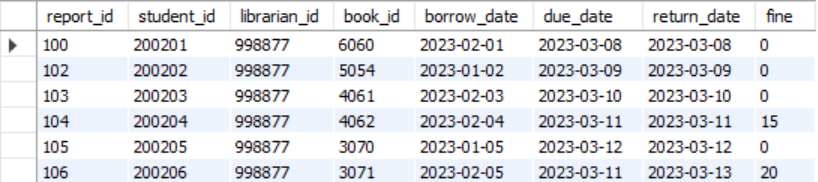 report_id student_id librarian_id book_id borrow_date due_date return_date fine
100 200201 998877 6060 2023-02-01 2023-03-08 2023-03-08 0
102 200202 998877 5054 2023-01-02 2023-03-09 2023-03-09 0
103 200203 998877 4061 2023-02-03 2023-03-10 2023-03-10 0
104 200204 998877 4062 2023-02-04 2023-03-11 2023-03-11 15
105 200205 998877 3070 2023-01-05 2023-03-12 2023-03-12 0
106 200206 998877 3071 2023-02-05 2023-03-11 2023-03-13 20